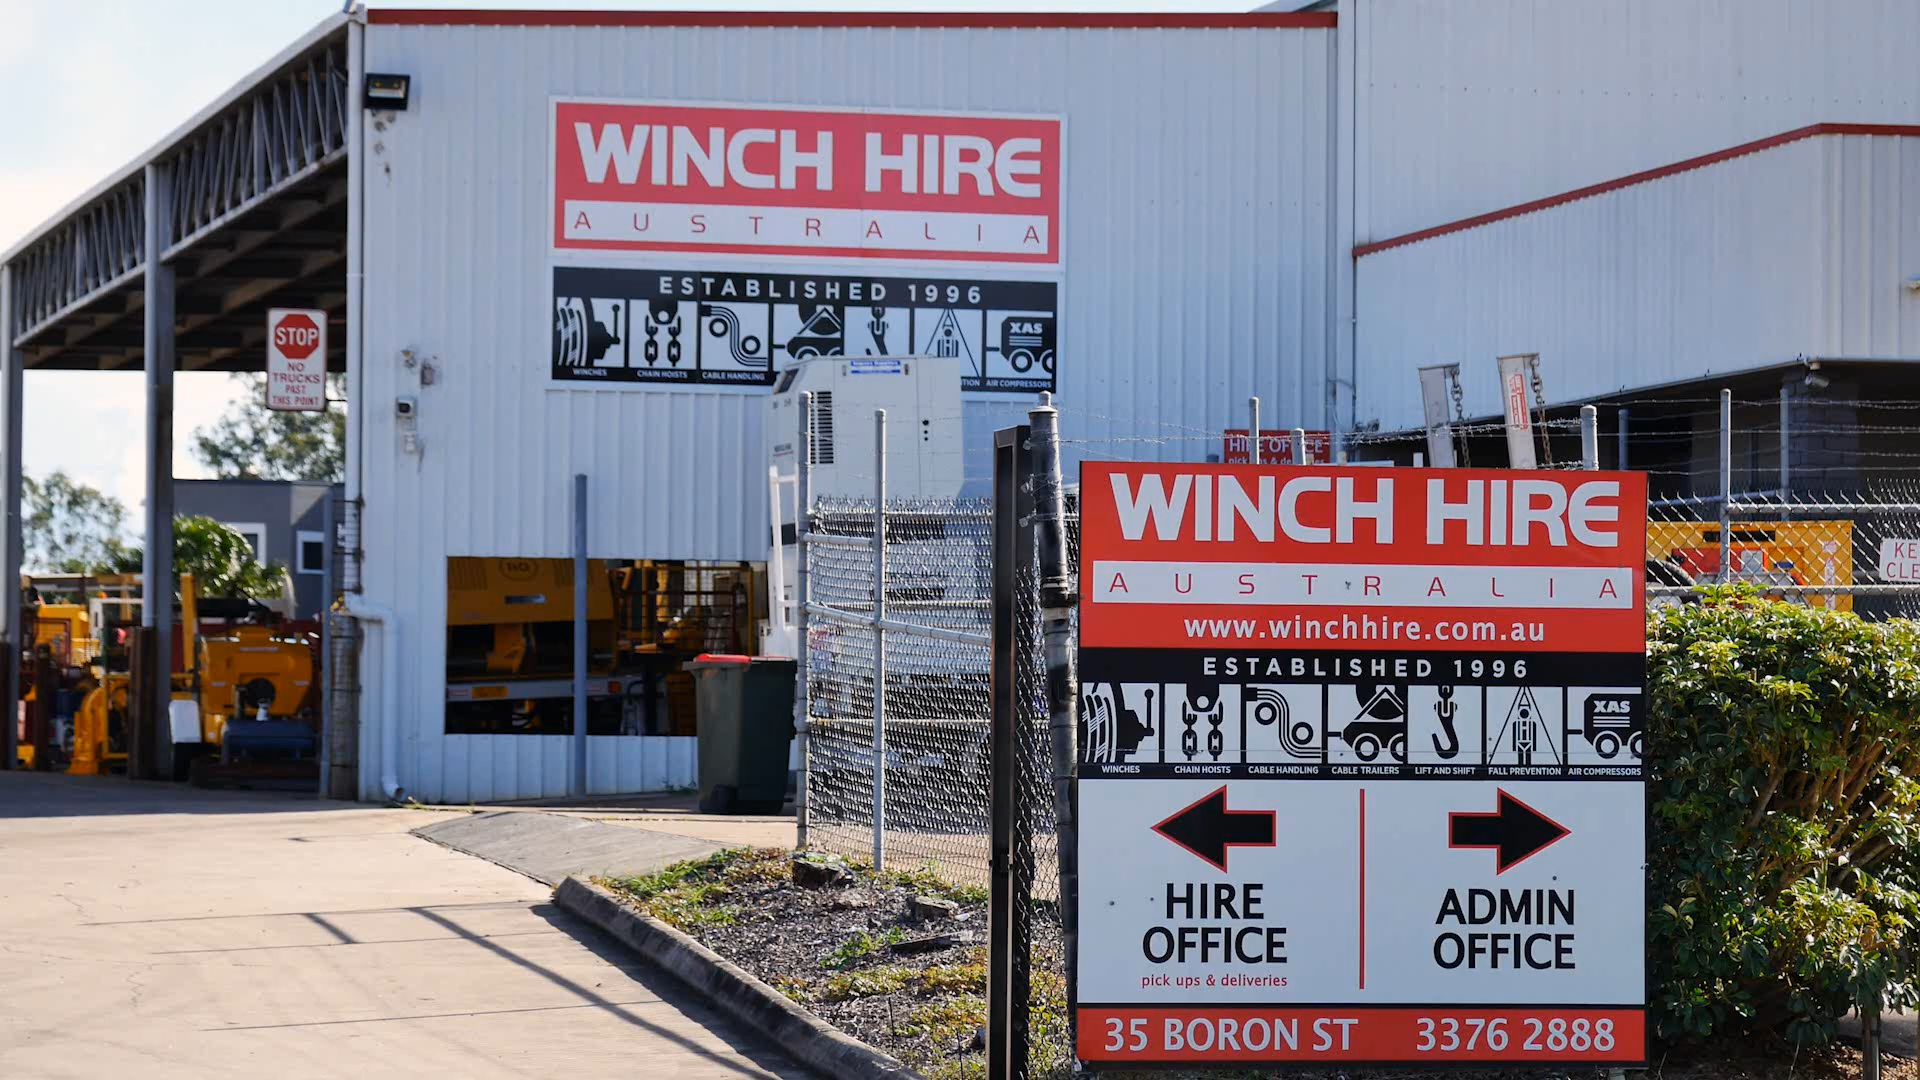 WINCH HIRE
AUSTRALIA
ESTABLISHED 1996
XAS
WINCHES CHAIN HOISTS CABLE HANDLING AIR COMPRESSORS
STOP
NO
TRUCKS
PAST
THIS POINT
HIRE OFFICE
pick ups & deliveries
WINCH HIRE
AUSTRALIA
www.winchhire.com.au
ESTABLISHED 1996
XAS
WINCHES CHAIN HOISTS CABLE HANDLING CABLE TRAILERS LIFT AND SHIFT FALL PREVENTION AIR COMPRESSORS
HIRE
OFFICE
pick ups & deliveries
ADMIN
OFFICE
35 BORON ST 3376 2888